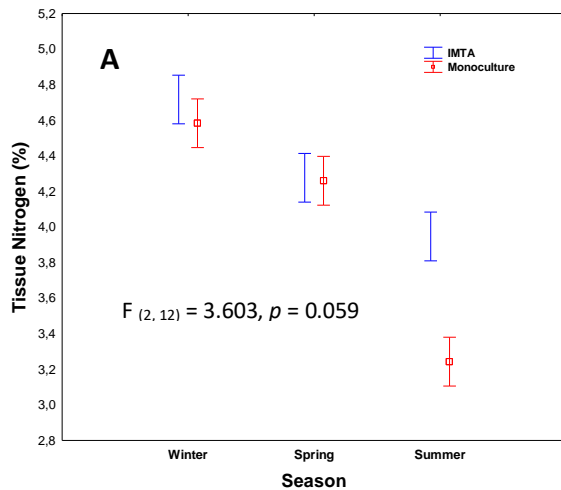 A
IMTA
Monoculture
Tissue Nitrogen (%)
5,2
5,0
4,8
4,6
4,4
4,2
4,0
3,8
3,6
3,4
3,2
3,0
2,8
F (2, 12) = 3.603, p = 0.059
Winter Spring Summer
Season